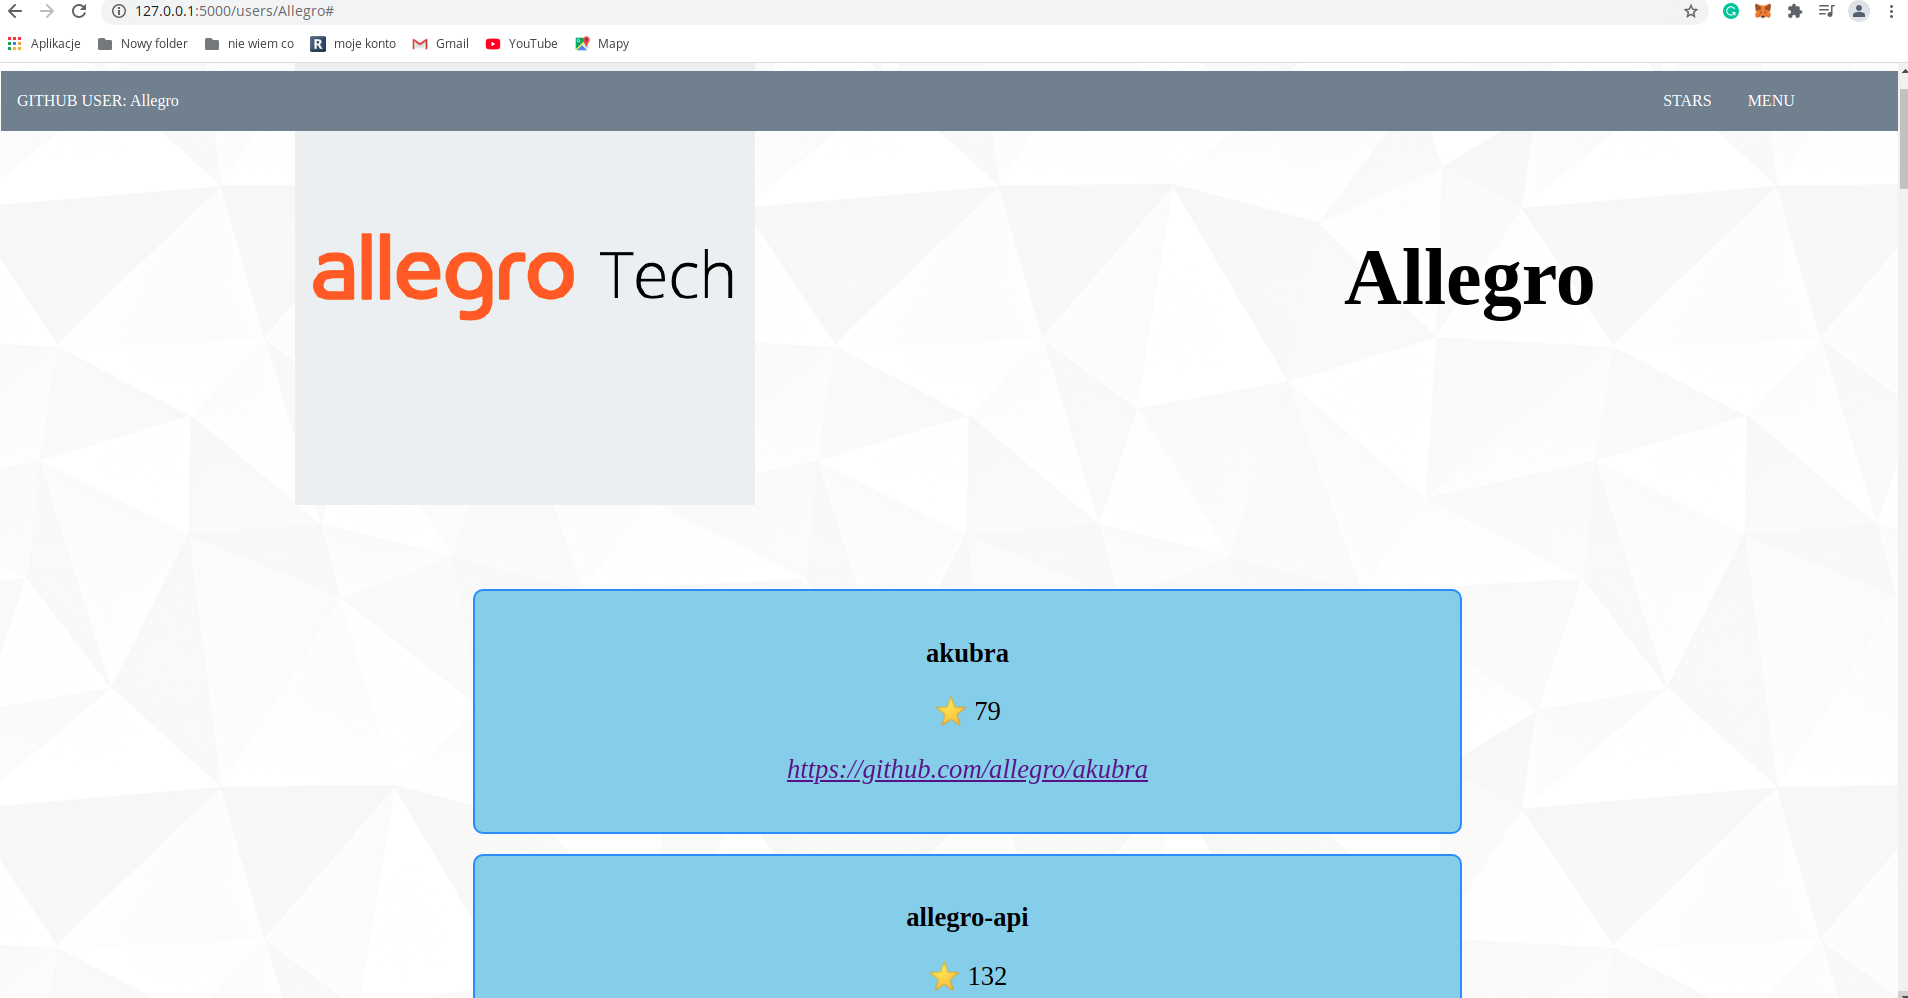 127.0.0.1:5000/users/Allegro#
Aplikacje Nowy folder nie wiem co R moje konto Gmail YouTube Mapy
GITHUB USER: Allegro STARS MENU
allegro Tech
Allegro
akubra
79
https://github.com/allegro/akubra
allegro-api
132